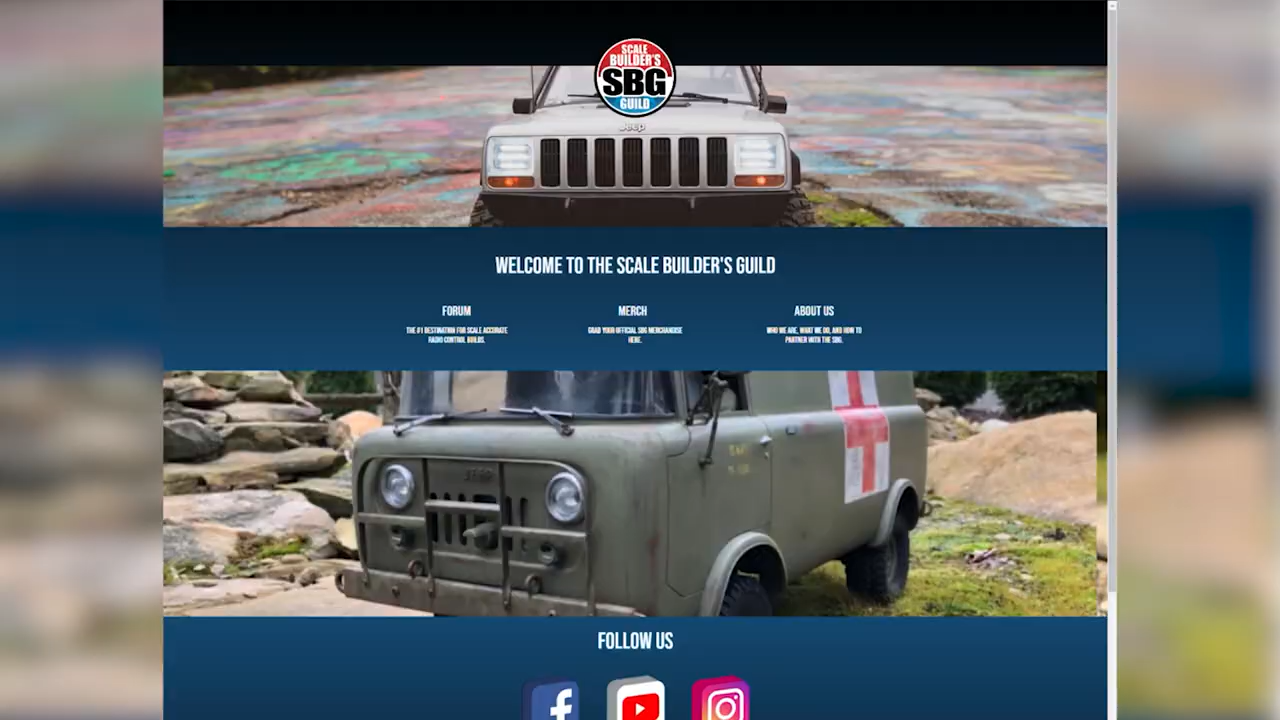 SCALE
BUILDER'S
SBG
GUILD
Jeep
WELCOME TO THE SCALE BUILDER'S GUILD
FORUM
THE #1 DESTINATION FOR SCALE ACCURATE
RADIO CONTROL BUILDS.
MERCH
GRAB YOUR OFFICIAL SBG MERCHANDISE
HERE.
ABOUT US
WHO WE ARE, WHAT WE DO, AND HOW TO
PARTNER WITH THE SBG.
JEEP
FOLLOW US